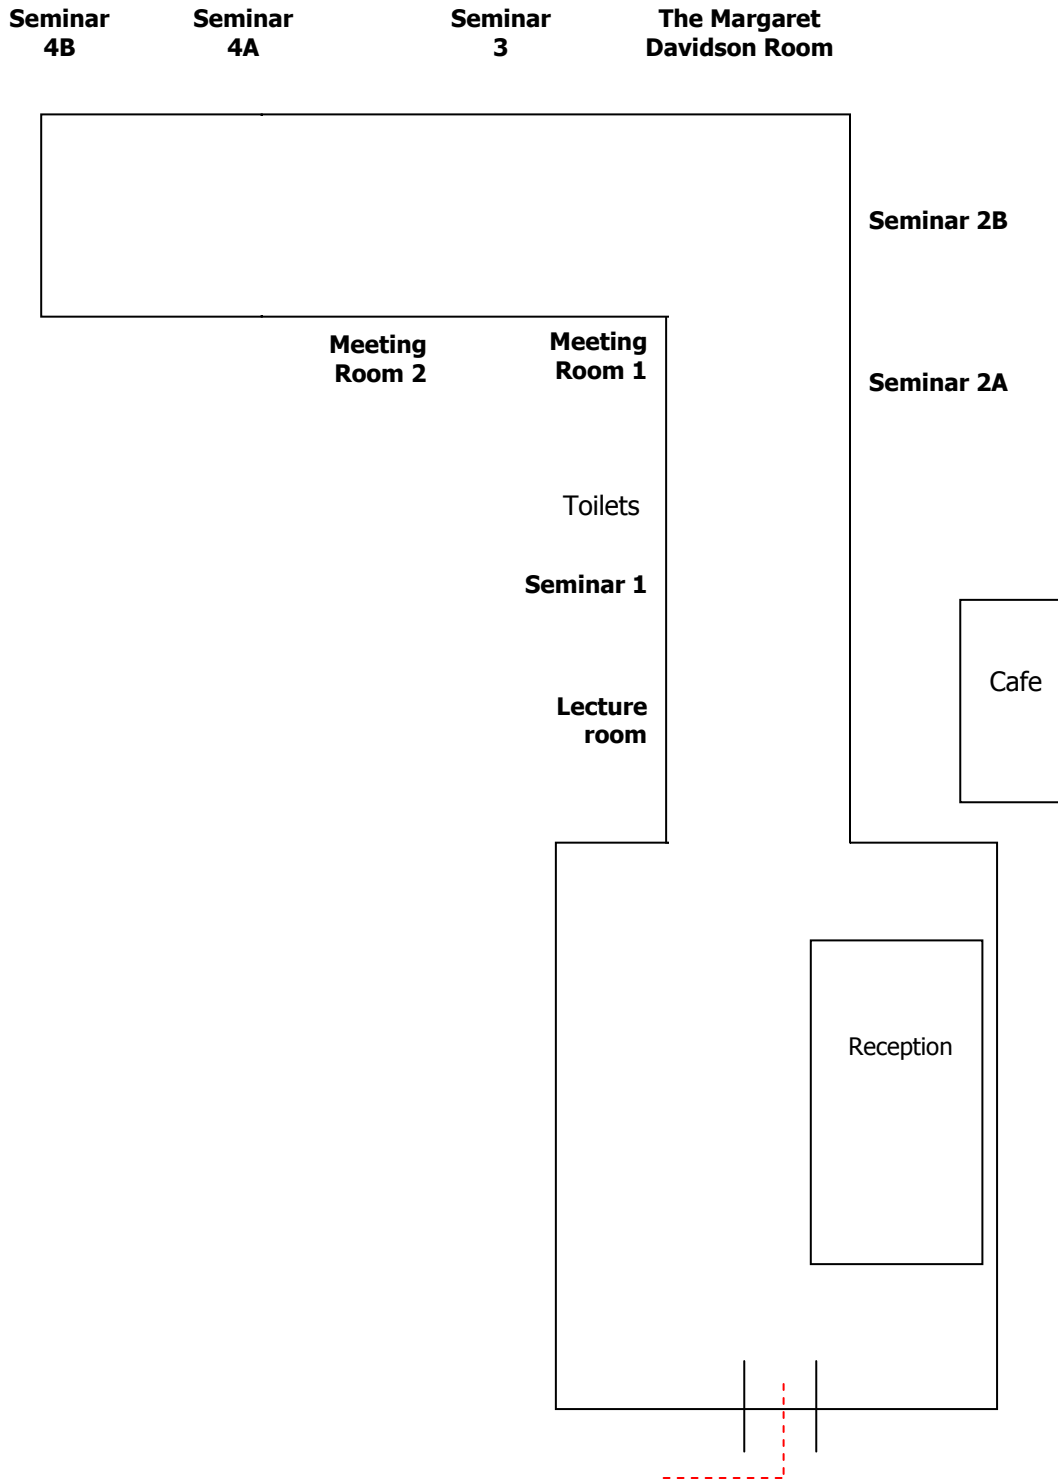 Seminar
4B
Seminar
4A
Seminar
3
The Margaret
Davidson Room
Seminar 2B
Meeting
Room 2
Meeting
Room 1
Seminar 2A
Toilets
Seminar 1
Cafe
Lecture
room
Reception